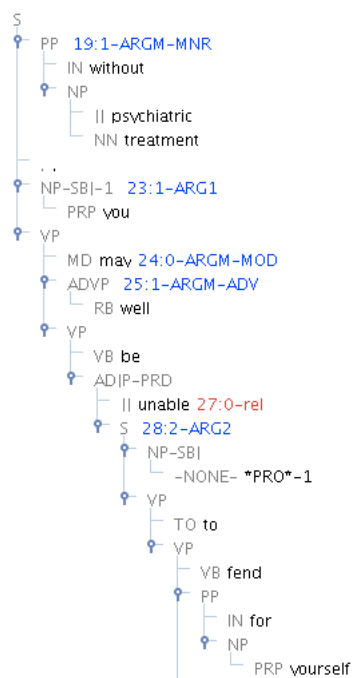 S
PP 19:1-ARGM-MNR
IN without
NP
JJ psychiatric
NN treatment
, ,
NP-SBJ-1 23:1-ARG1
PRP you
VP
MD may 24:0-ARGM-MOD
ADVP 25:1-ARGM-ADV
RB well
VP
VB be
ADJP-PRD
JJ unable 27:0-rel
S 28:2-ARG2
NP-SBJ
-NONE- *PRO*-1
VP
TO to
VP
VB fend
PP
IN for
NP
PRP yourself